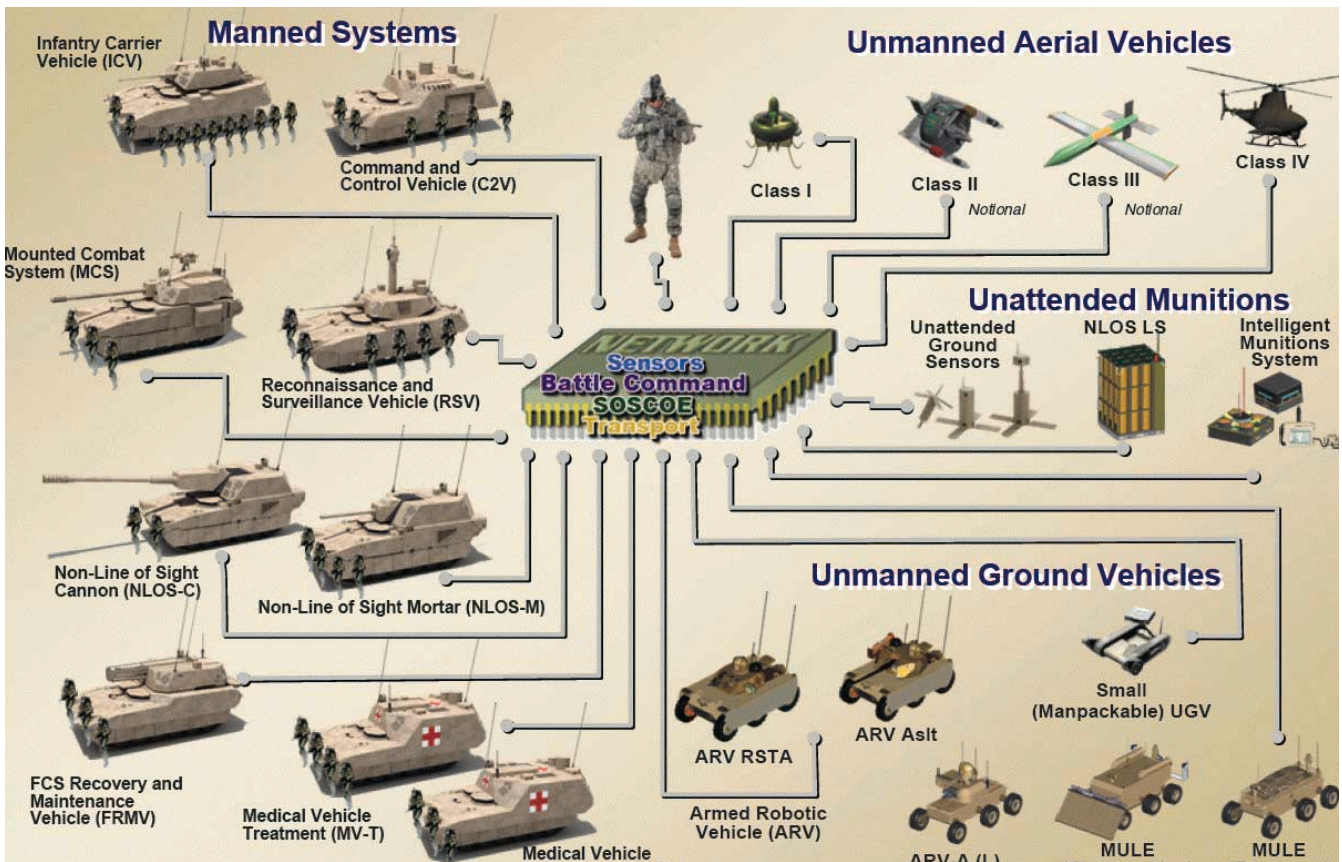 Manned Systems
Infantry Carrier
Vehicle (ICV)
Command and
Control Vehicle (C2V)
Mounted Combat
System (MCS)
Reconnaissance and
Surveillance Vehicle (RSV)
Non-Line of Sight
Cannon (NLOS-C)
Non-Line of Sight Mortar (NLOS-M)
FCS Recovery and
Maintenance
Vehicle (FRMV)
Medical Vehicle
Treatment (MV-T)
Medical Vehicle
NETWORK
Sensors
Battle Command
SOSCOE
Transport
Unmanned Aerial Vehicles
Class I
Class II
Notional
Class III
Notional
Class IV
Unattended Munitions
Unattended
Ground
Sensors
NLOS LS
Intelligent
Munitions
System
Unmanned Ground Vehicles
ARV RSTA
ARV Aslt
Armed Robotic
Vehicle (ARV)
Small
(Manpackable) UGV
ARV-A (L)
MULE
MULE